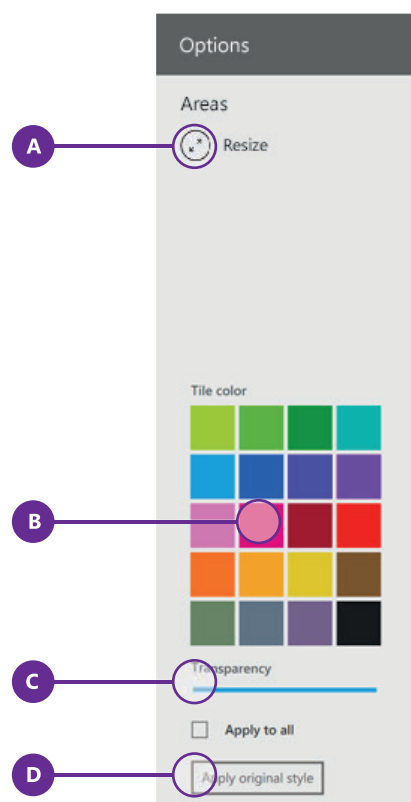 Options
Areas
A
Resize
Tile color
B
Transparency
C
Apply to all
D
Apply original style